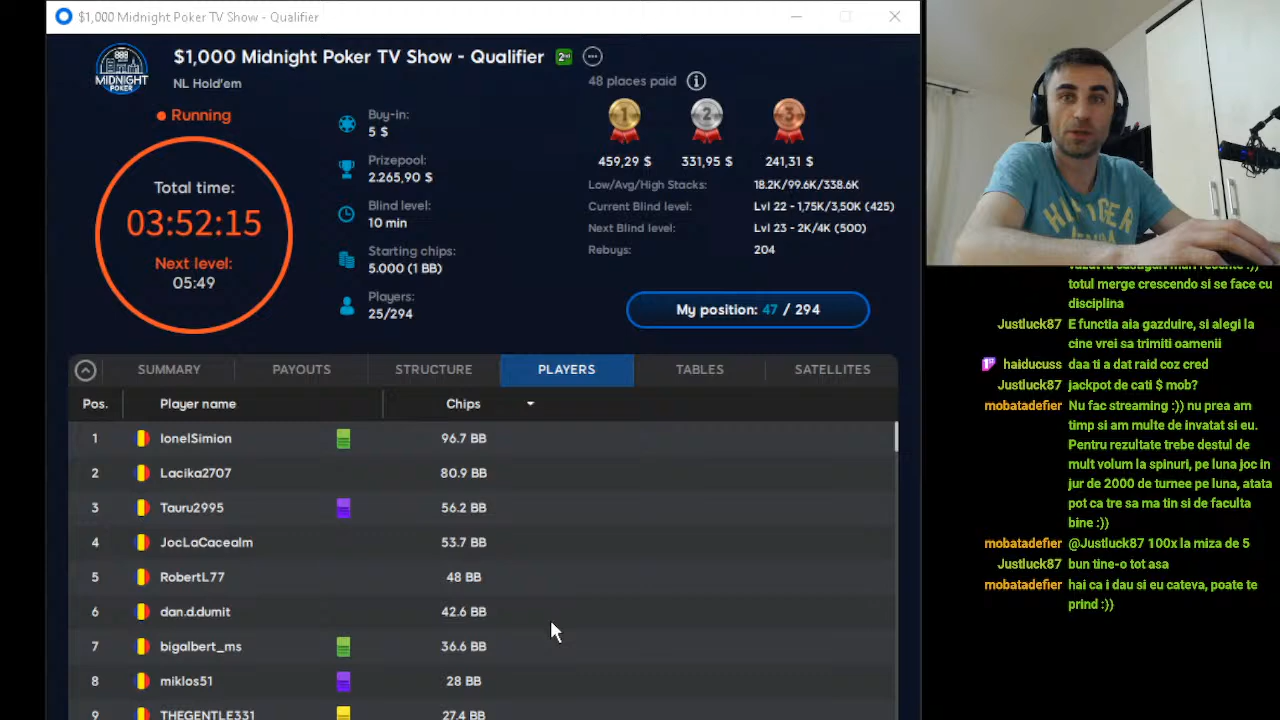 $1,000 Midnight Poker TV Show - Qualifier
888
MIDNIGHT
POKER
$1,000 Midnight Poker TV Show - Qualifier 2nd
NL Hold'em
48 places paid
Running
Total time:
03:52:15
Next level:
05:49
Buy-in:
5 $
Prizepool:
2.265,90 $
Blind level:
10 min
Starting chips:
5.000 (1 BB)
Players:
25/294
1 2 3
459,29 $ 331,95 $ 241,31 $
Low/Avg/High Stacks: 18.2K/99.6K/338.6K
Current Blind level: Lvl 22 - 1,75K/3,50K (425)
Next Blind level: Lvl 23 - 2K/4K (500)
Rebuys: 204
My position: 47 / 294
SUMMARY PAYOUTS STRUCTURE PLAYERS TABLES SATELLITES
Pos. Player name Chips
1 IonelSimion 96.7 BB
2 Lacika2707 80.9 BB
3 Tauru2995 56.2 BB
4 JocLaCacealm 53.7 BB
5 RobertL77 48 BB
6 dan.d.dumit 42.6 BB
7 bigalbert_ms 36.6 BB
8 miklos51 28 BB
9 THEGENTLE331 27.4 BB
totul merge crescendo si se face cu
disciplina
Justluck87 E functia aia gazduire, si alegi la
cine vrei sa trimiti oamenii
haiducuss daa ti a dat raid coz cred
Justluck87 jackpot de cati $ mob?
mobatadefier Nu fac streaming :)) nu prea am
timp si am multe de invatat si eu.
Pentru rezultate trebe destul de
mult volum la spinuri, pe luna joc in
jur de 2000 de turnee pe luna, atata
pot ca tre sa ma tin si de faculta
bine :))
mobatadefier @Justluck87 100x la miza de 5
Justluck87 bun tine-o tot asa
mobatadefier hai ca i dau si eu cateva, poate te
prind :))